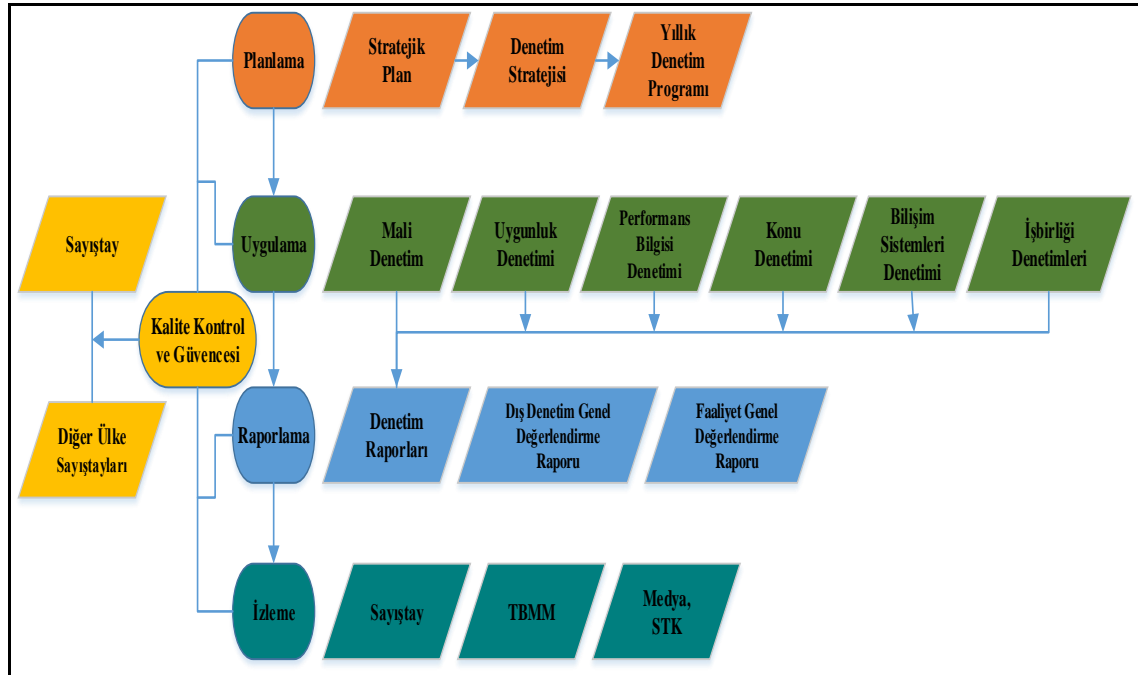 Planlama
Stratejik
Plan
Denetim
Stratejisi
Yıllık
Denetim
Programı
Sayıştay
Uygulama
Mali
Denetim
Uygunluk
Denetimi
Performans
Bilgisi
Denetimi
Konu
Denetimi
Bilişim
Sistemleri
Denetimi
İşbirliği
Denetimleri
Kalite Kontrol
ve Güvencesi
Diğer Ülke
Sayıştayları
Raporlama
Denetim
Raporları
Dış Denetim Genel
Değerlendirme
Raporu
Faaliyet Genel
Değerlendirme
Raporu
İzleme
Sayıştay
TBMM
Medya,
STK